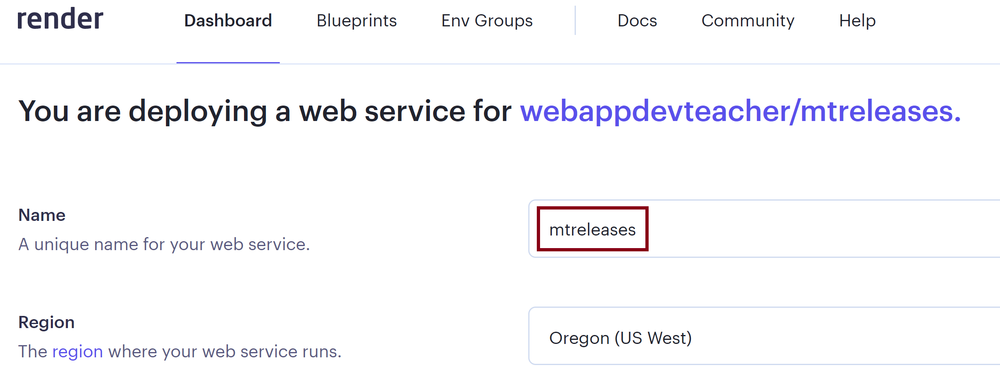 render Dashboard Blueprints Env Groups Docs Community Help
You are deploying a web service for webappdevteacher/mtreleases.
Name
A unique name for your web service.
mtreleases
Region
The region where your web service runs.
Oregon (US West)